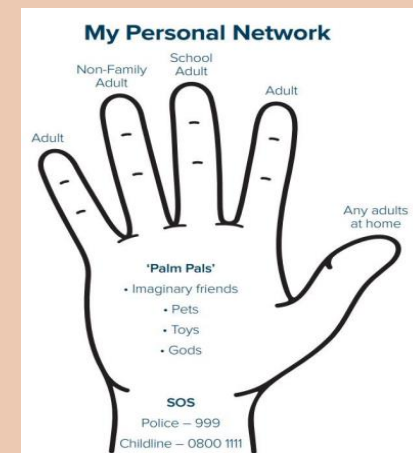 My Personal Network
School
Adult
Non-Family
Adult
Adult
Adult
Any adults
at home
'Palm Pals'
• Imaginary friends
• Pets
• Toys
• Gods
SOS
Police – 999
Childline – 0800 1111